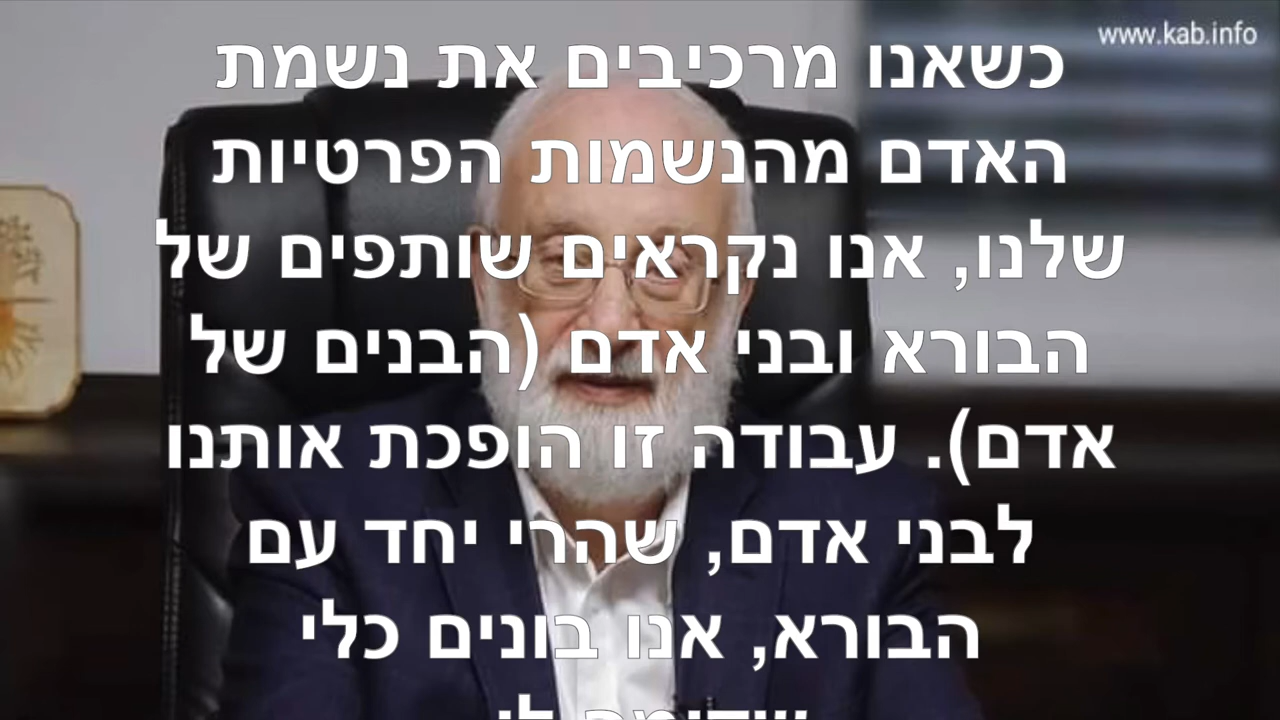 www.kab.info
כשאנו מרכיבים את נשמת
האדם מהנשמות הפרטיות
שלנו, אנו נקראים שותפים של
הבורא ובני אדם (הבנים של
אדם). עבודה זו הופכת אותנו
לבני אדם, שהרי יחד עם
הבורא, אנו בונים כלי